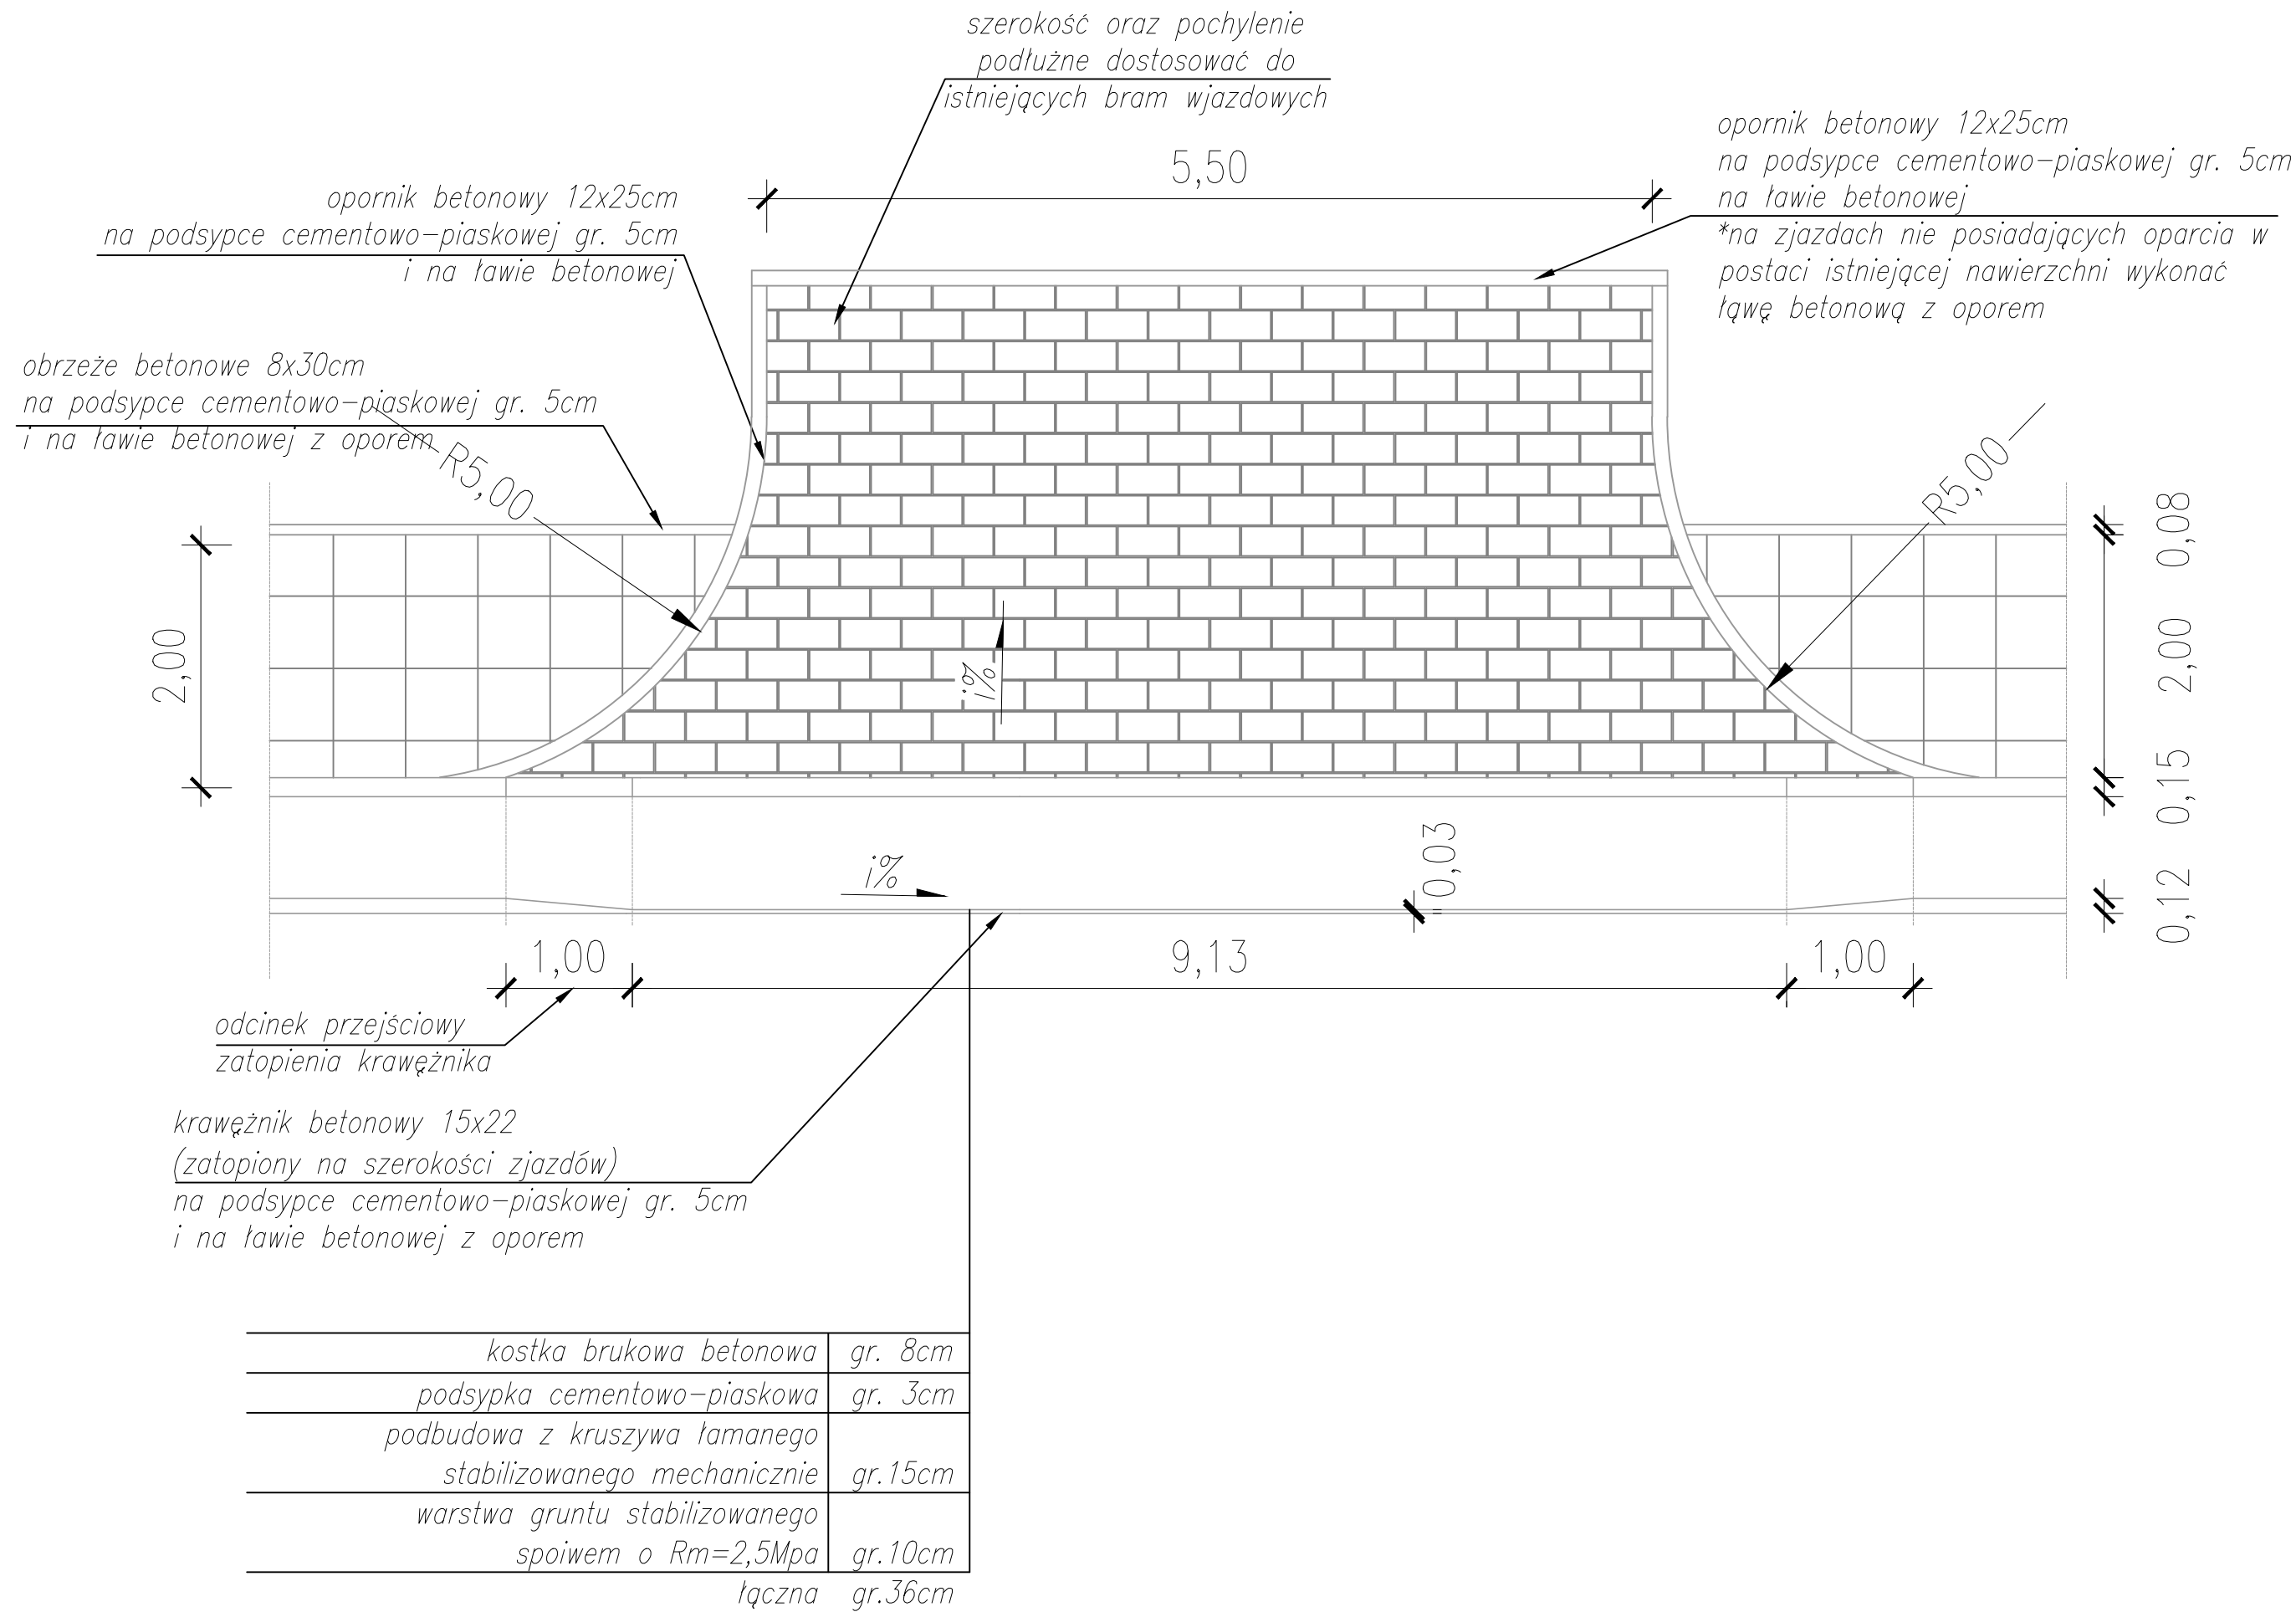 szerokość oraz pochylenie
podłużne dostosować do
istniejących bram wjazdowych
opornik betonowy 12x25cm
na podsypce cementowo-piaskowej gr. 5cm
na ławie betonowej
*na zjazdach nie posiadających oparcia w
postaci istniejącej nawierzchni wykonać
łąwę betonową z oporem
5,50
opornik betonowy 12x25cm
na podsypce cementowo-piaskowej gr. 5cm
i na ławie betonowej
obrzeże betonowe 8x30cm
na podsypce cementowo-piaskowej gr. 5cm
i na ławie betonowej z oporem
R5,00
R5,00
0,08
2,00
2,00
i%
0,15
0,03
i%
0,12
1,00
9,13
1,00
odcinek przejściowy
zatopienia krawężnika
krawężnik betonowy 15x22
(zatopiony na szerokości zjazdów)
na podsypce cementowo-piaskowej gr. 5cm
i na ławie betonowej z oporem
kostka brukowa betonowa gr. 8cm
podsypka cementowo-piaskowa gr. 3cm
podbudowa z kruszywa łamanego
stabilizowanego mechanicznie gr.15cm
warstwa gruntu stabilizowanego
spoiwem o Rm=2,5Mpa gr.10cm
łączna gr.36cm